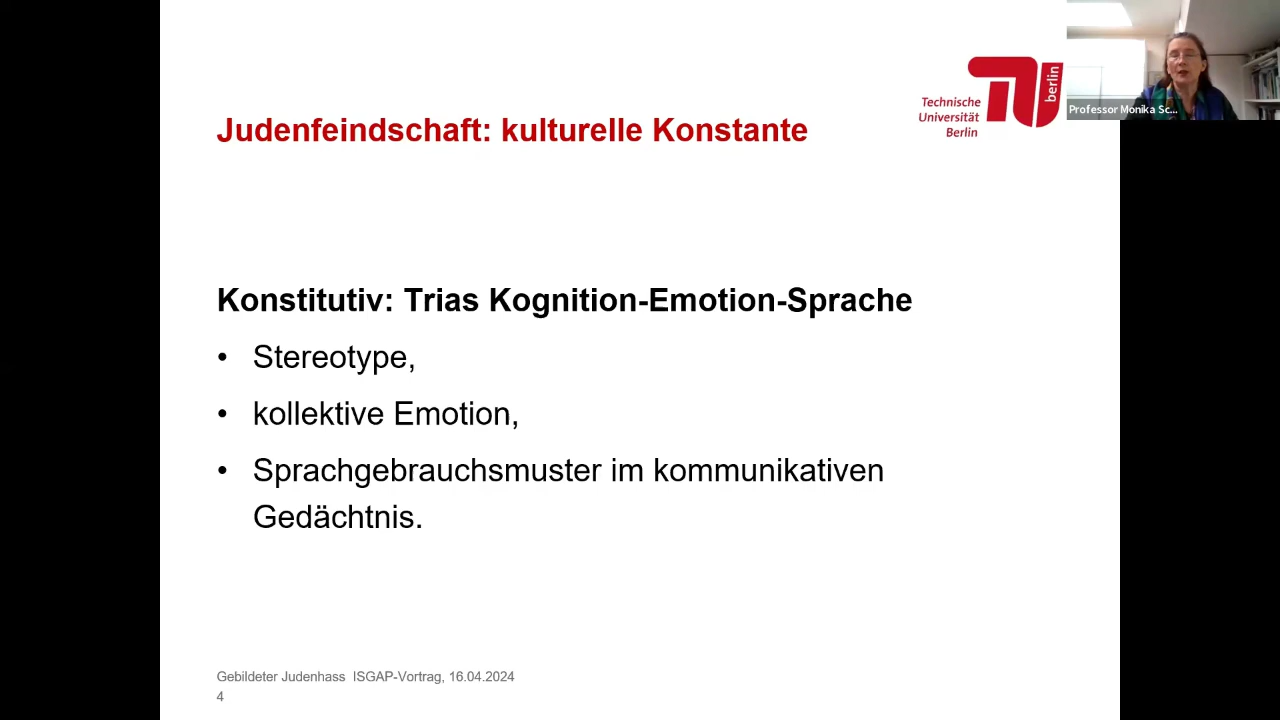 Judenfeindschaft: kulturelle Konstante
Technische
Universität
Berlin
berlin
Professor Monika Sc...
Konstitutiv: Trias Kognition-Emotion-Sprache
• Stereotype,
• kollektive Emotion,
• Sprachgebrauchsmuster im kommunikativen
Gedächtnis.
Gebildeter Judenhass ISGAP-Vortrag, 16.04.2024
4